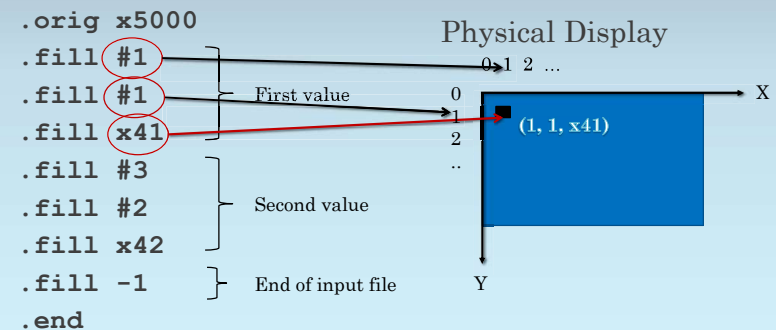 .orig x5000
.fill #1
.fill #1
.fill x41
.fill #3
.fill #2
.fill x42
.fill -1
.end
First value
Second value
End of input file
Physical Display
0 1 2 ...
X
0
1
2
..
(1, 1, x41)
Y